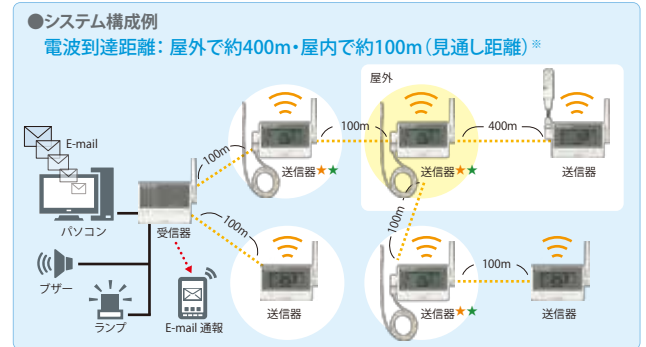 ●システム構成例
電波到達距離：屋外で約400m・屋内で約100m（見通し距離）※
屋外
E-mail
100m
100m
400m
送信器★★
送信器★★
送信器
パソコン
受信器
100m
100m
ブザー
100m
ランプ
E-mail 通報
送信器
送信器★★
送信器